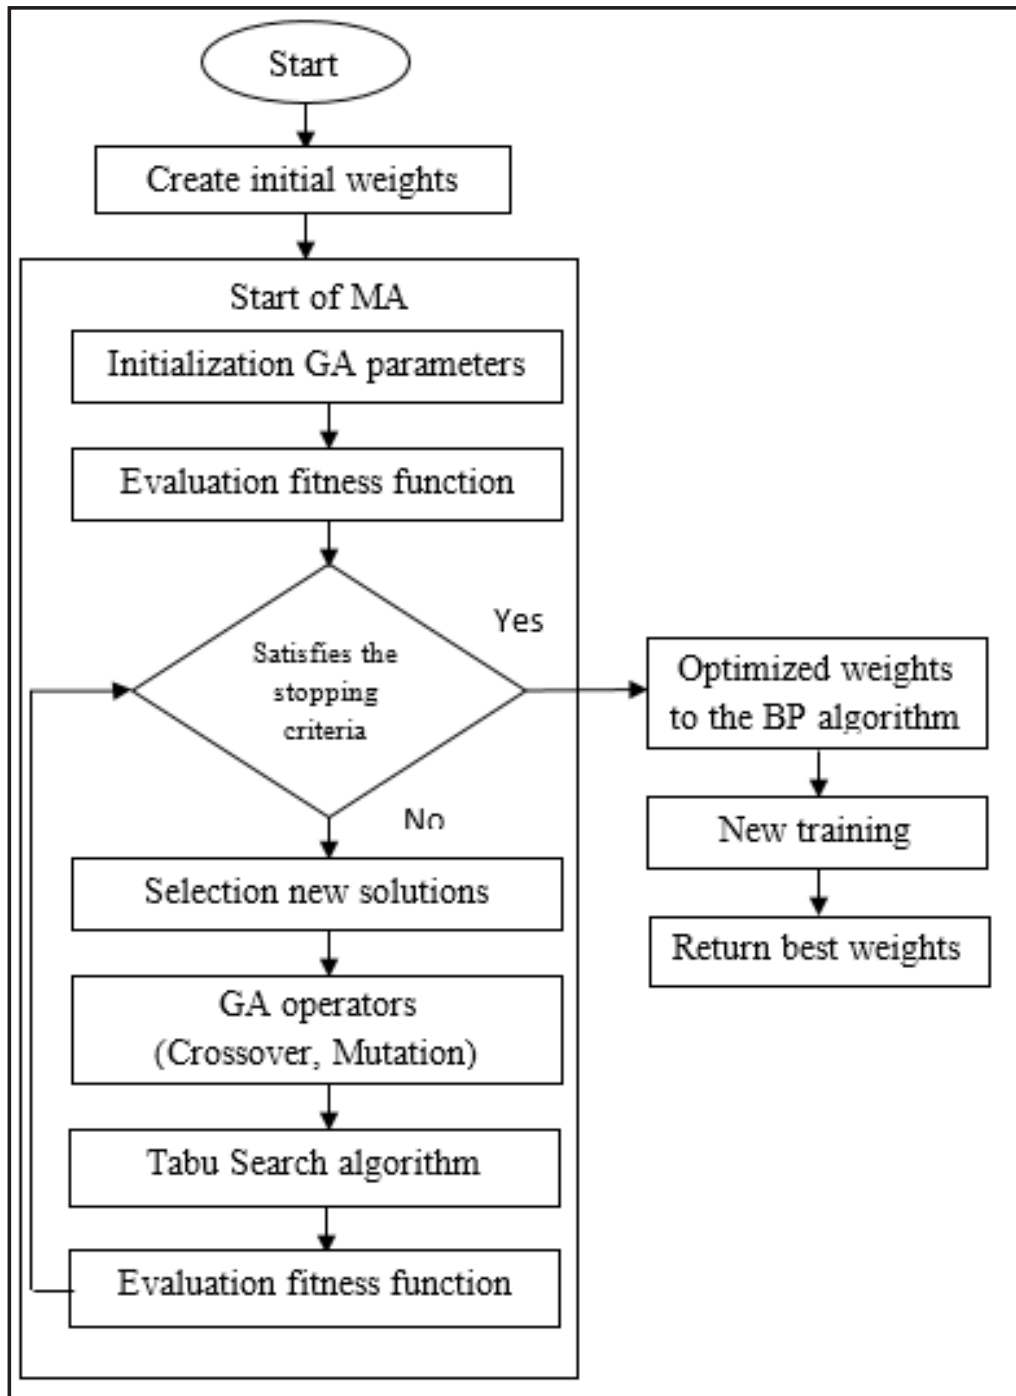 Start
Create initial weights
Start of MA
Initialization GA parameters
Evaluation fitness function
Satisfies the
stopping
criteria
Yes
No
Selection new solutions
GA operators
(Crossover, Mutation)
Tabu Search algorithm
Evaluation fitness function
Optimized weights
to the BP algorithm
New training
Return best weights